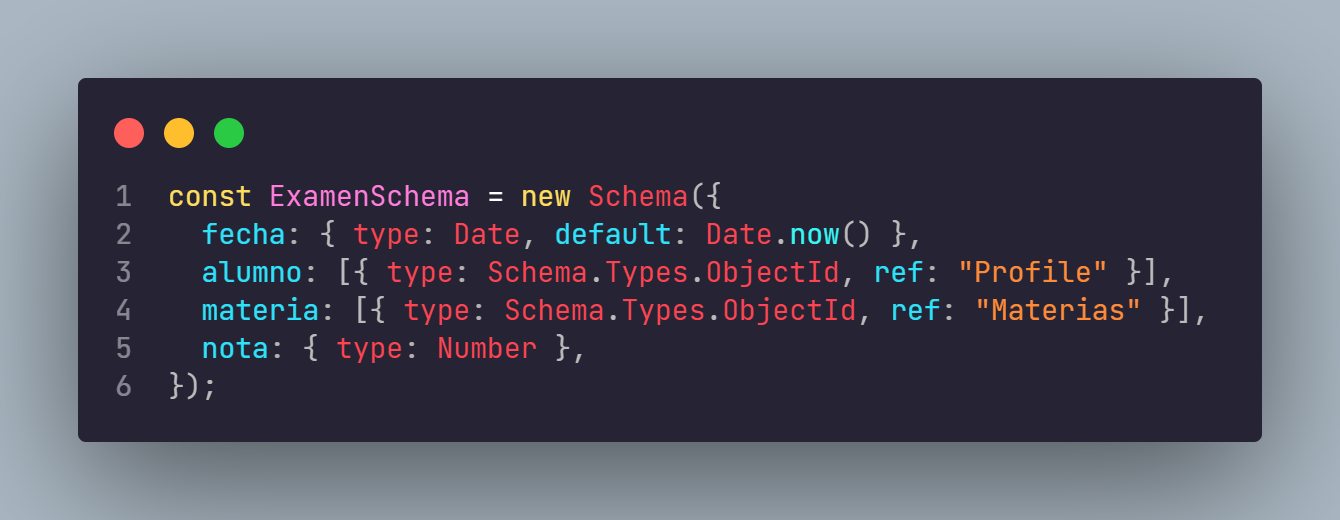 1 const ExamenSchema = new Schema({
2   fecha: { type: Date, default: Date.now() },
3   alumno: [{ type: Schema.Types.ObjectId, ref: "Profile" }],
4   materia: [{ type: Schema.Types.ObjectId, ref: "Materias" }],
5   nota: { type: Number },
6 });